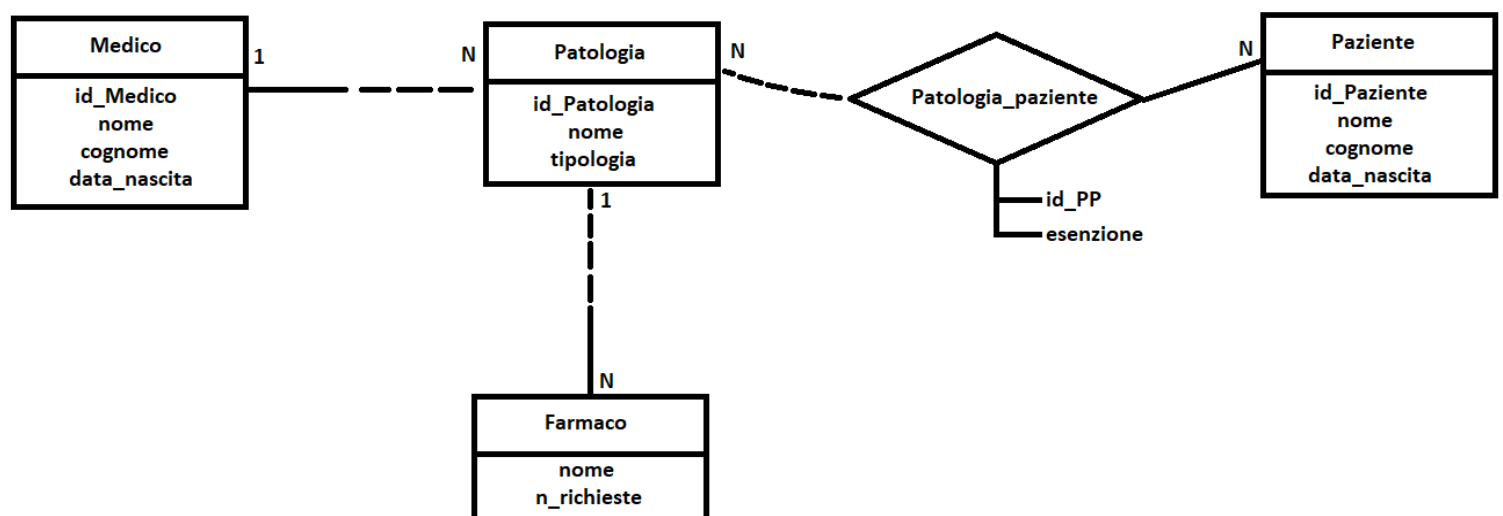 Medico
1
id_Medico
nome
cognome
data_nascita
N
Patologia
N
id_Patologia
nome
tipologia
1
Patologia_paziente
id_PP
esenzione
N
Paziente
id_Paziente
nome
cognome
data_nascita
N
Farmaco
nome
n_richieste